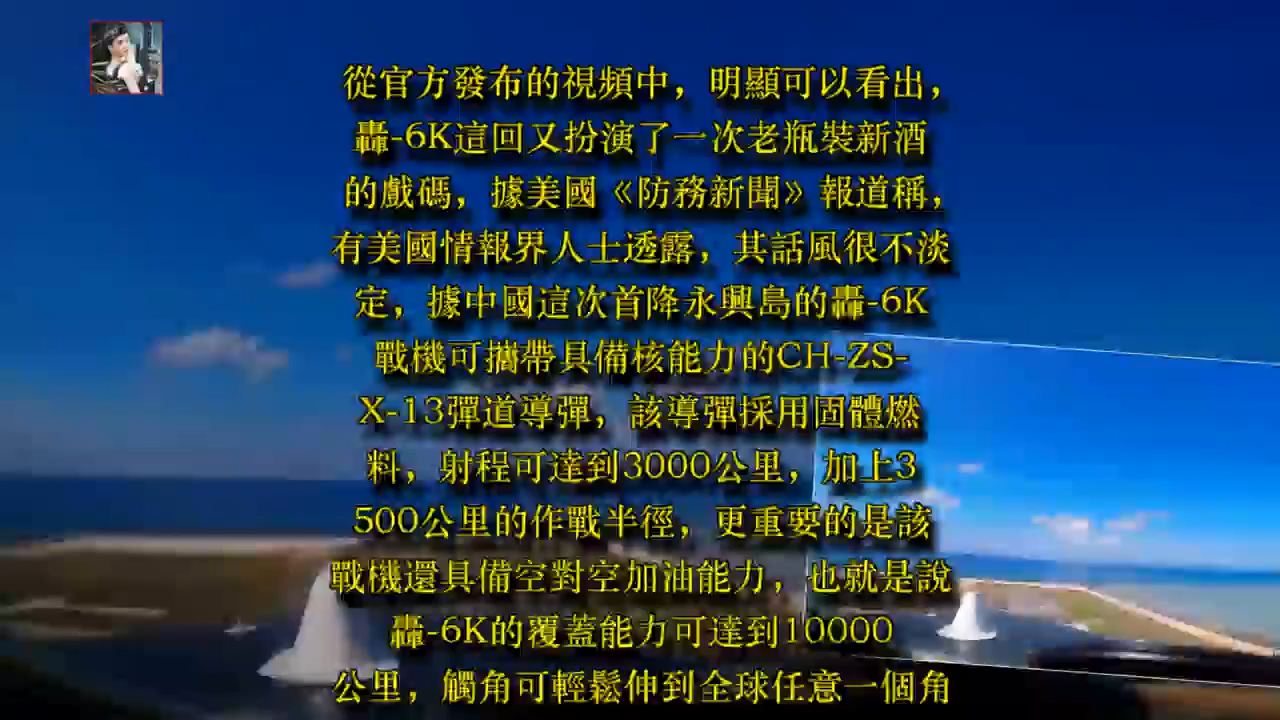 從官方發布的視頻中，明顯可以看出，
轟-6K這回又扮演了一次老瓶裝新酒
的戲碼，據美國《防務新聞》報道稱，
有美國情報界人士透露，其話風很不淡
定，據中國這次首降永興島的轟-6K
戰機可攜帶具備核能力的CH-ZS-
X-13彈道導彈，該導彈採用固體燃
料，射程可達到3000公里，加上3
500公里的作戰半徑，更重要的是該
戰機還具備空對空加油能力，也就是說
轟-6K的覆蓋能力可達到10000
公里，觸角可輕鬆伸到全球任意一個角